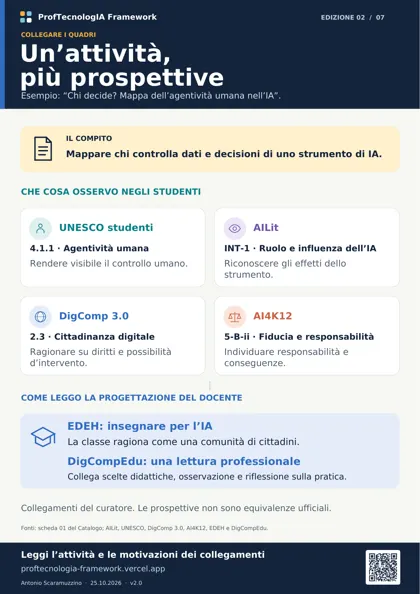 ProfTecnologIA Framework
EDIZIONE 02 / 07
COLLEGARE I QUADRI
Un’attività,
più prospettive
Esempio: “Chi decide? Mappa dell’agentività umana nell’IA”.
IL COMPITO
Mappare chi controlla dati e decisioni di uno strumento di IA.
CHE COSA OSSERVO NEGLI STUDENTI
UNESCO studenti
4.1.1 · Agentività umana
Rendere visibile il controllo umano.
AILit
INT-1 · Ruolo e influenza dell’IA
Riconoscere gli effetti dello
strumento.
DigComp 3.0
2.3 · Cittadinanza digitale
Ragionare su diritti e possibilità
d’intervento.
AI4K12
5-B-ii · Fiducia e responsabilità
Individuare responsabilità e
conseguenze.
COME LEGGO LA PROGETTAZIONE DEL DOCENTE
EDEH: insegnare per l’IA
La classe ragiona come una comunità di cittadini.
DigCompEdu: una lettura professionale
Collega scelte didattiche, osservazione e riflessione sulla pratica.
Collegamenti del curatore. Le prospettive non sono equivalenze ufficiali.
Fonti: scheda 01 del Catalogo; AILit, UNESCO, DigComp 3.0, AI4K12, EDEH e DigCompEdu.
Leggi l’attività e le motivazioni dei collegamenti
proftecnologia-framework.vercel.app
Antonio Scaramuzzino · 25.10.2026 · v2.0